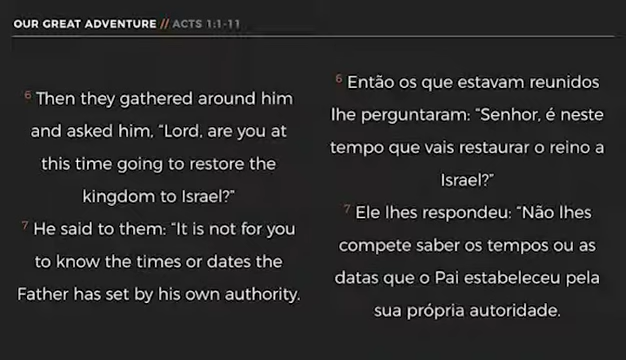 OUR GREAT ADVENTURE // ACTS 1:1-11
6 Then they gathered around him
and asked him, “Lord, are you at
this time going to restore the
kingdom to Israel?”
7 He said to them: “It is not for you
to know the times or dates the
Father has set by his own authority.
6 Então os que estavam reunidos
lhe perguntaram: “Senhor, é neste
tempo que vais restaurar o reino a
Israel?”
7 Ele lhes respondeu: “Não lhes
compete saber os tempos ou as
datas que o Pai estabeleceu pela
sua própria autoridade.